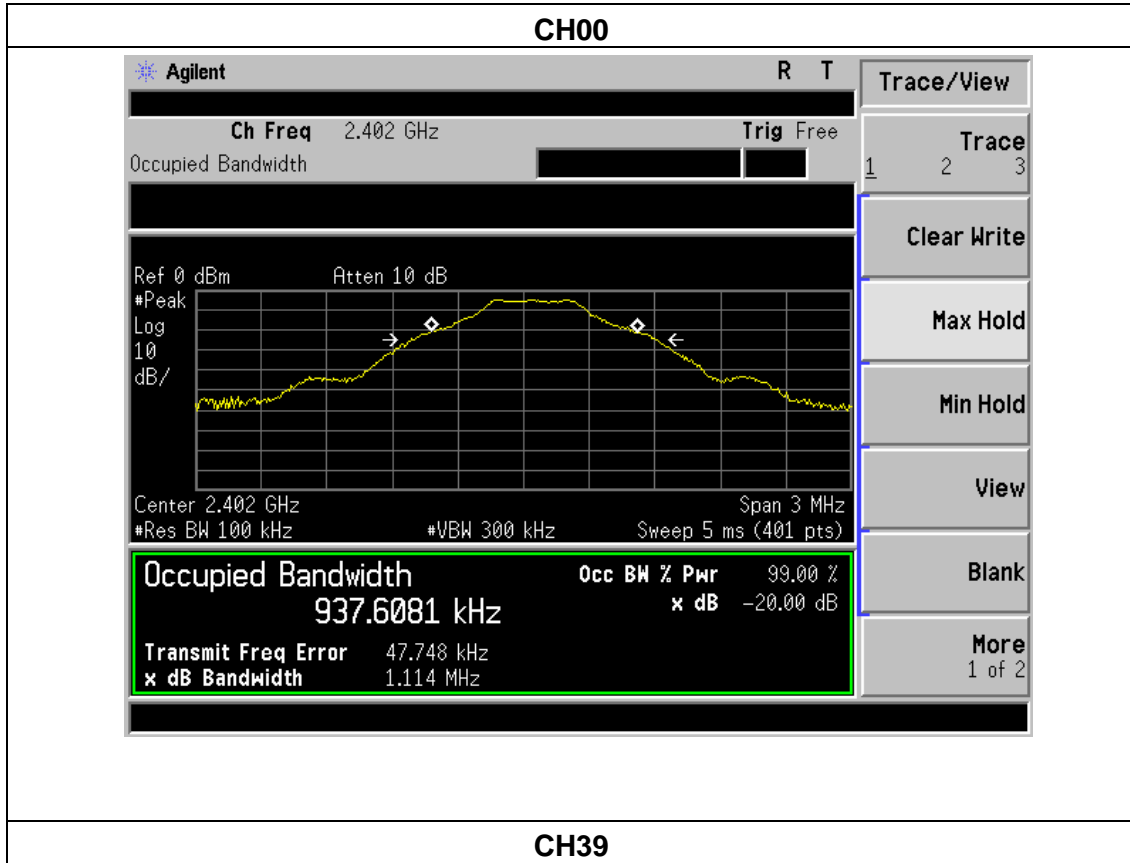 CH00
Agilent R T
Ch Freq 2.402 GHz Trig Free
Occupied Bandwidth
Ref 0 dBm Atten 10 dB
#Peak
Log
10
dB/
Center 2.402 GHz Span 3 MHz
#Res BW 100 kHz #VBW 300 kHz Sweep 5 ms (401 pts)
Occupied Bandwidth Occ BW % Pwr 99.00 %
937.6081 kHz x dB -20.00 dB
Transmit Freq Error 47.748 kHz
x dB Bandwidth 1.114 MHz
Trace/View
Trace
1 2 3
Clear Write
Max Hold
Min Hold
View
Blank
More
1 of 2
CH39